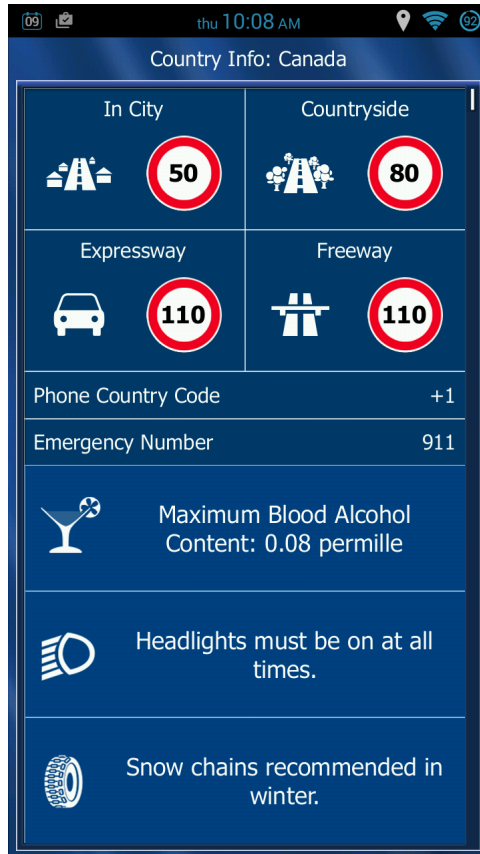 09
thu 10:08 AM
92
Country Info: Canada
In City
Countryside
50
80
Expressway
Freeway
110
110
Phone Country Code
+1
Emergency Number
911
Maximum Blood Alcohol
Content: 0.08 permille
Headlights must be on at all
times.
Snow chains recommended in
winter.